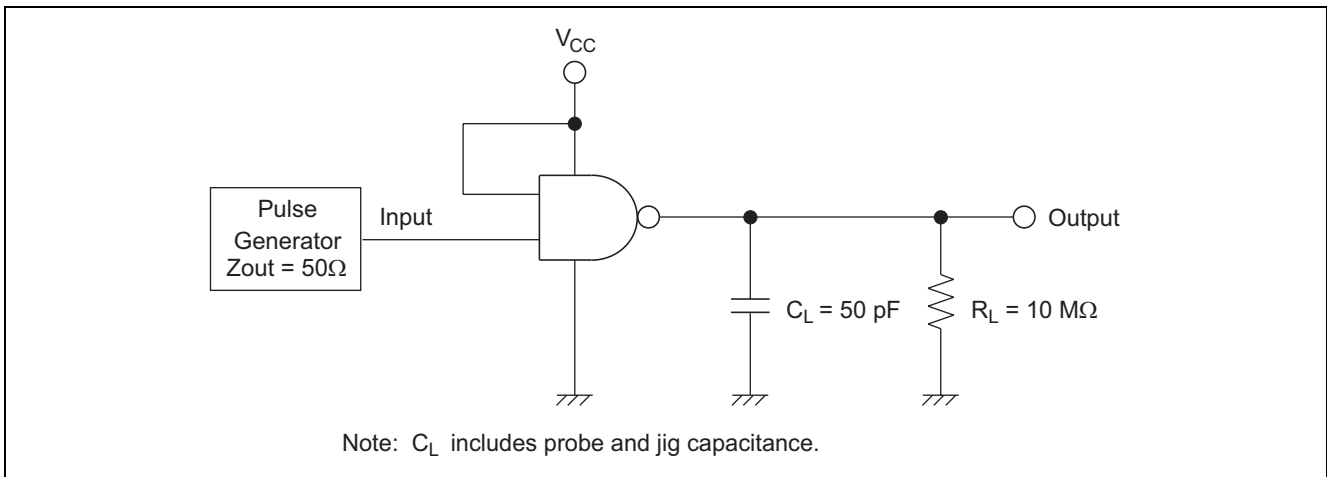 VCC
Pulse
Generator
Zout = 50Ω
Input
Output
CL = 50 pF
RL = 10 MΩ
Note: CL includes probe and jig capacitance.